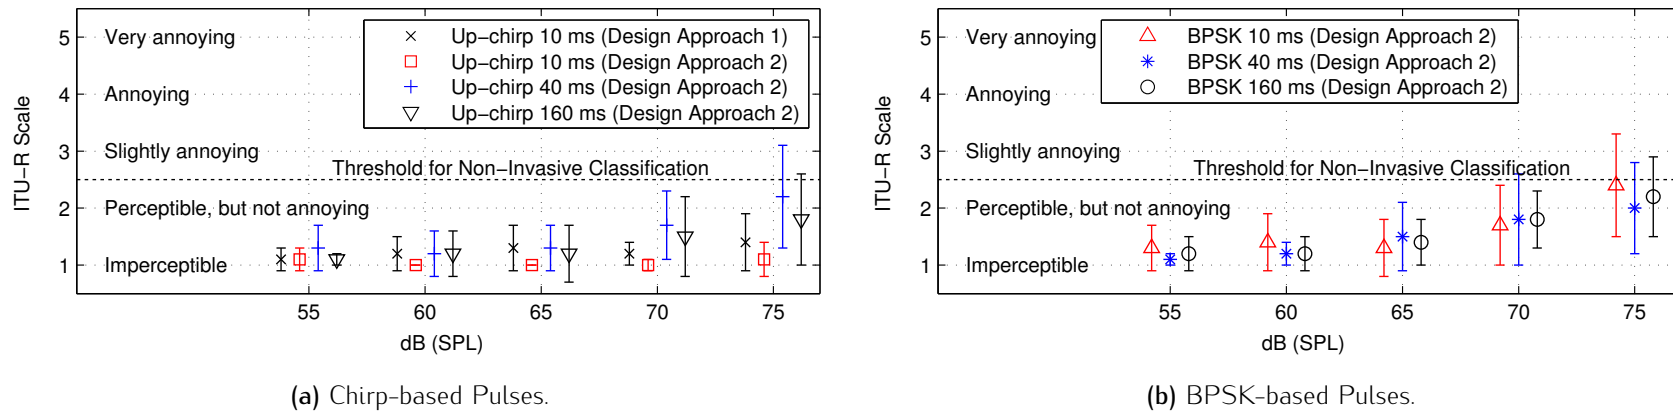 5
4
3
2
1
ITU-R Scale
Very annoying
Annoying
Slightly annoying
Perceptible, but not annoying
Imperceptible
Up-chirp 10 ms (Design Approach 1)
Up-chirp 10 ms (Design Approach 2)
Up-chirp 40 ms (Design Approach 2)
Up-chirp 160 ms (Design Approach 2)
Threshold for Non-Invasive Classification
55 60 65 70 75
dB (SPL)
(a) Chirp-based Pulses.
5
4
3
2
1
ITU-R Scale
Very annoying
Annoying
Slightly annoying
Perceptible, but not annoying
Imperceptible
BPSK 10 ms (Design Approach 2)
BPSK 40 ms (Design Approach 2)
BPSK 160 ms (Design Approach 2)
Threshold for Non-Invasive Classification
55 60 65 70 75
dB (SPL)
(b) BPSK-based Pulses.